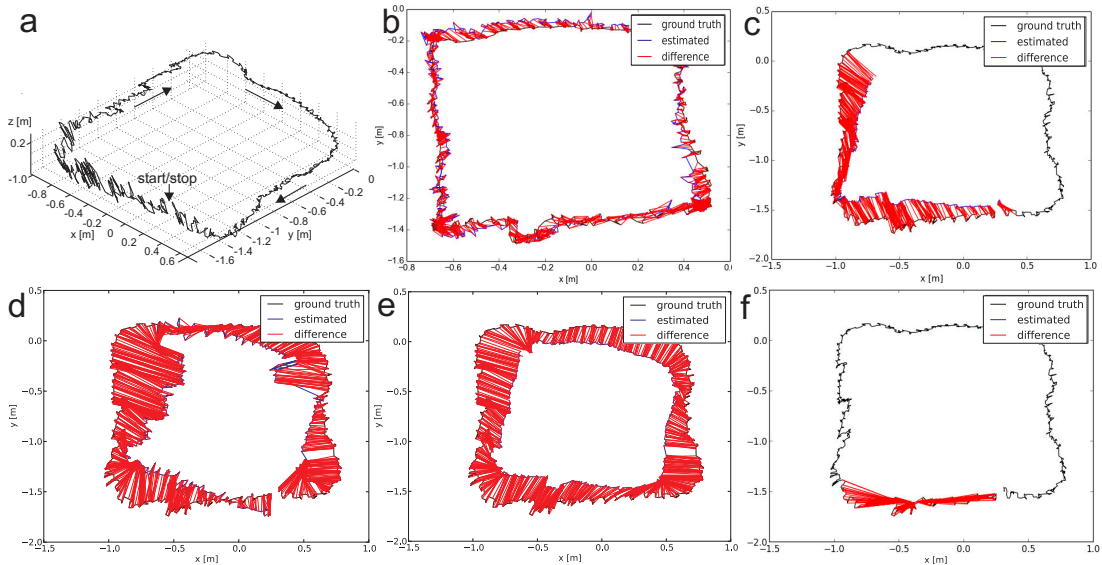 a
z [m]
0.2
-1.0
-0.8
-0.6
-0.4
-0.2
0
0.2
0.4
0.6
x [m]
start/stop
-1.6
-1.4
-1.2
-1
-0.8
-0.6
-0.4
-0.2
0
y [m]
b
0.0
-0.2
-0.4
-0.6
-0.8
-1.0
-1.2
-1.4
-1.6
y [m]
-0.8
-0.6
-0.4
-0.2
0.0
0.2
0.4
0.6
x [m]
ground truth
estimated
difference
c
0.5
0.0
-0.5
-1.0
-1.5
-2.0
y [m]
-1.5
-1.0
-0.5
0.0
0.5
1.0
x [m]
ground truth
estimated
difference
d
0.5
0.0
-0.5
-1.0
-1.5
-2.0
y [m]
-1.5
-1.0
-0.5
0.0
0.5
1.0
x [m]
ground truth
estimated
difference
e
0.5
0.0
-0.5
-1.0
-1.5
-2.0
y [m]
-1.5
-1.0
-0.5
0.0
0.5
1.0
x [m]
ground truth
estimated
difference
f
0.5
0.0
-0.5
-1.0
-1.5
-2.0
y [m]
-1.5
-1.0
-0.5
0.0
0.5
1.0
x [m]
ground truth
estimated
difference